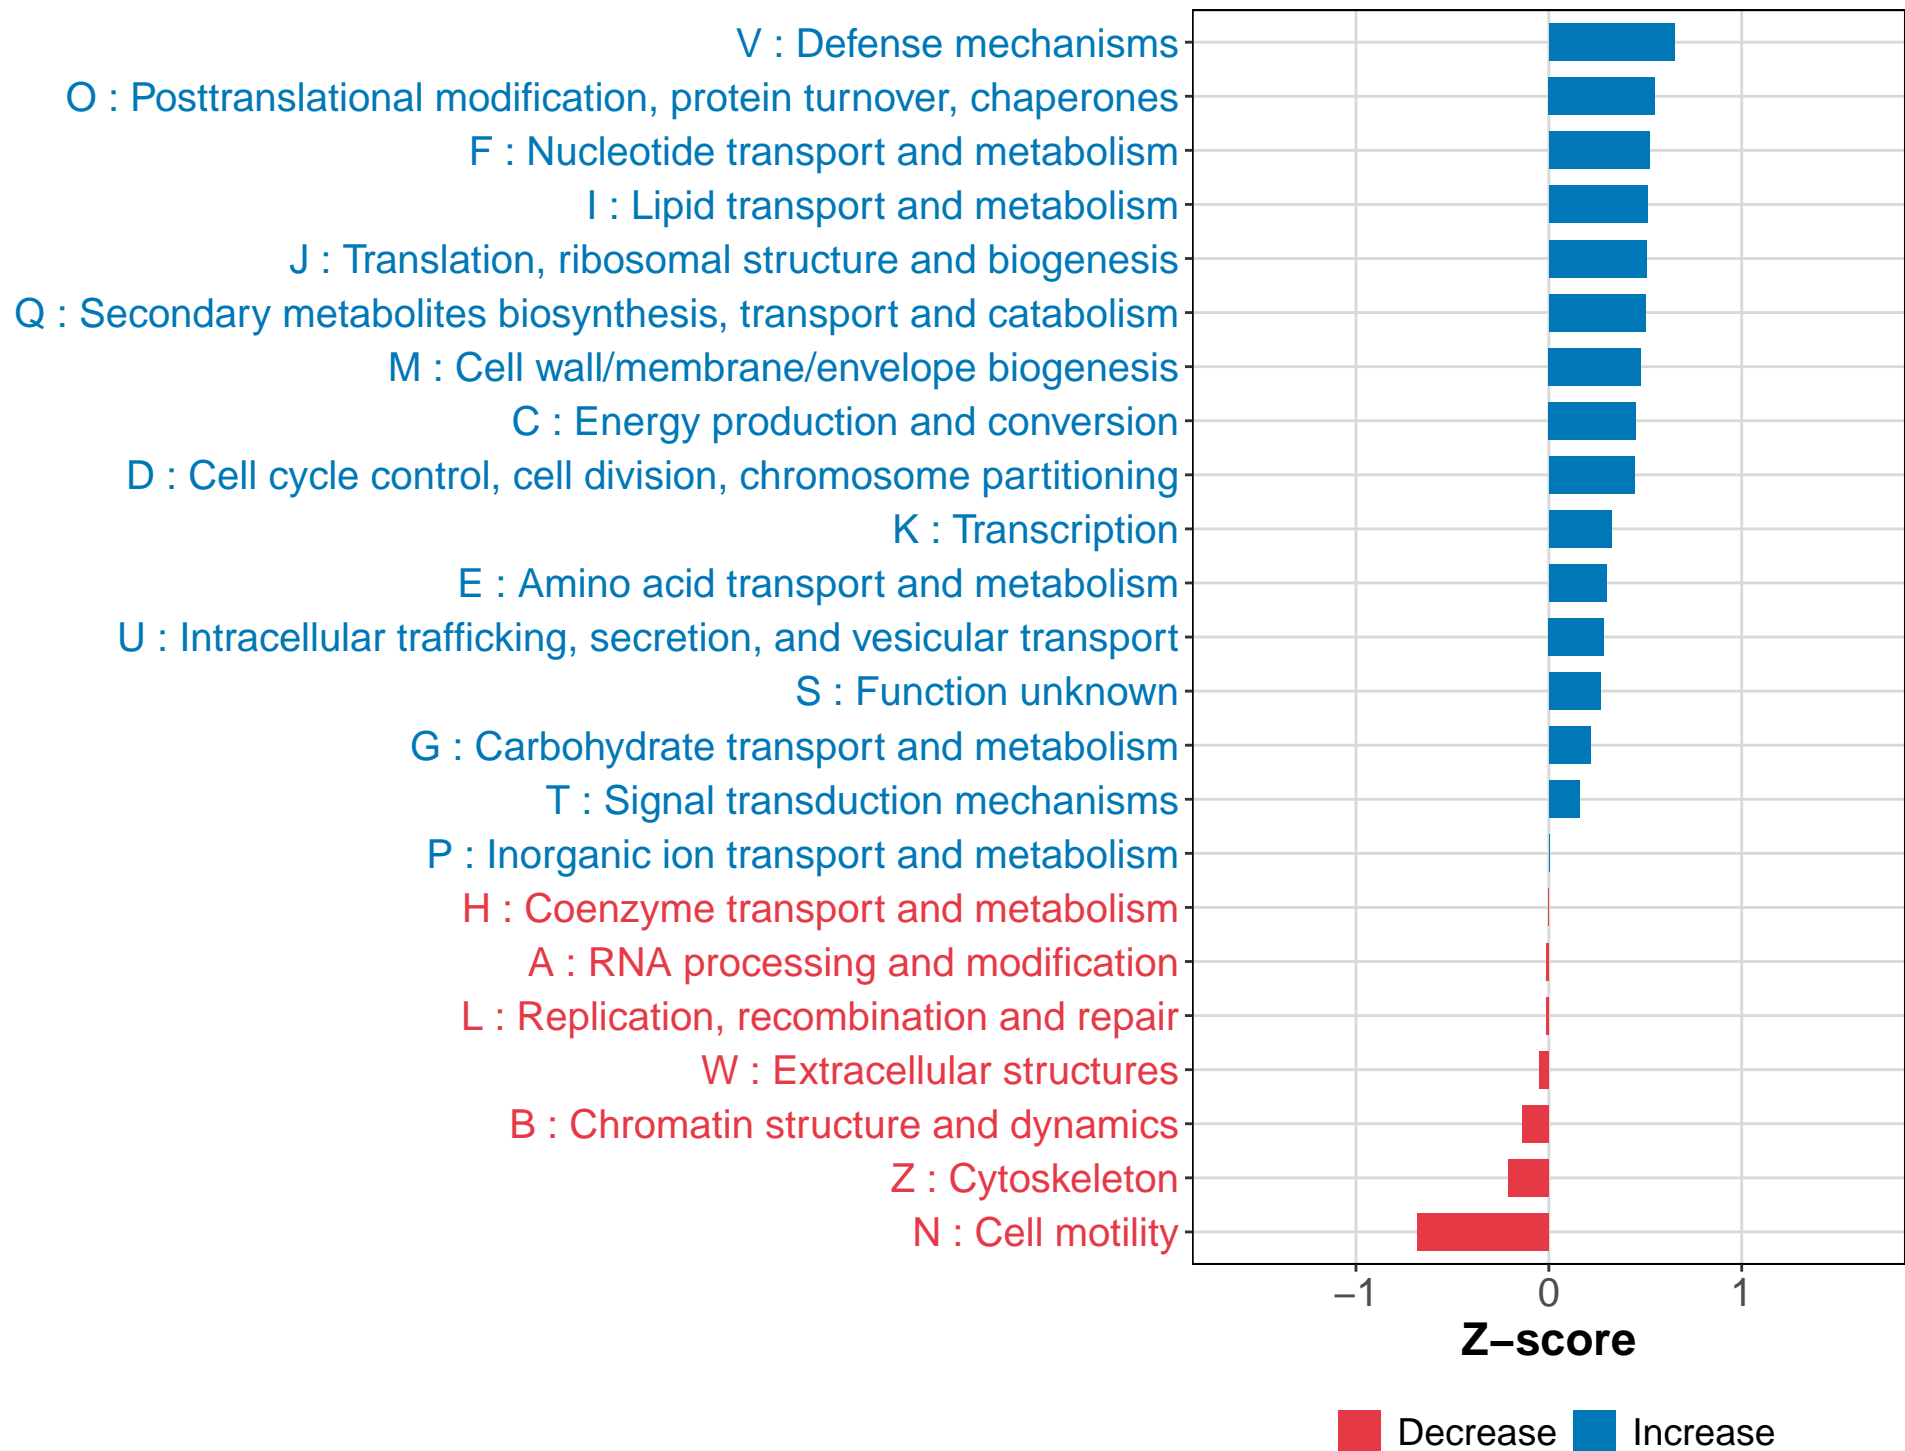 V : Defense mechanisms
O : Posttranslational modification, protein turnover, chaperones
F : Nucleotide transport and metabolism
I : Lipid transport and metabolism
J : Translation, ribosomal structure and biogenesis
Q : Secondary metabolites biosynthesis, transport and catabolism
M : Cell wall/membrane/envelope biogenesis
C : Energy production and conversion
D : Cell cycle control, cell division, chromosome partitioning
K : Transcription
E : Amino acid transport and metabolism
U : Intracellular trafficking, secretion, and vesicular transport
S : Function unknown
G : Carbohydrate transport and metabolism
T : Signal transduction mechanisms
P : Inorganic ion transport and metabolism
H : Coenzyme transport and metabolism
A : RNA processing and modification
L : Replication, recombination and repair
W : Extracellular structures
B : Chromatin structure and dynamics
Z : Cytoskeleton
N : Cell motility
−1 0 1
Z−score
Decrease Increase